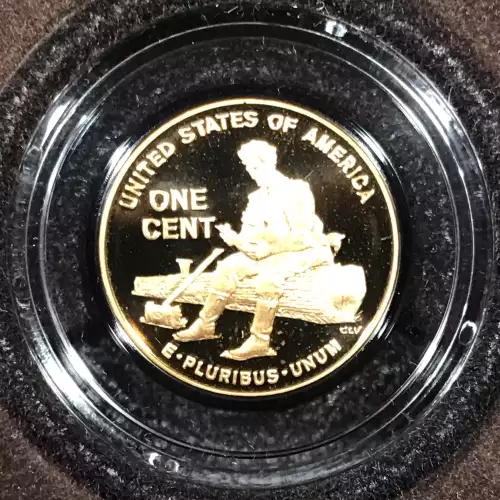 UNITED STATES OF AMERICA
ONE
CENT
CLV
E·PLURIBUS·UNUM